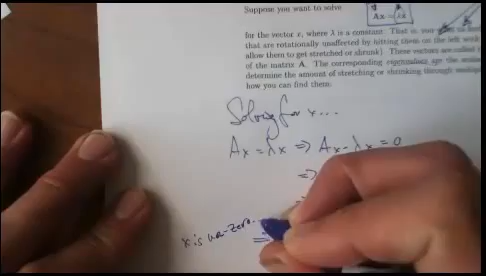 Suppose you want to solve
Ax = λx
for the vector x, where λ is a constant. That is, you
that are rotationally unaffected by hitting them on the left with
allow them to get stretched or shrunk). These vectors are called
of the matrix A. The corresponding eigenvalues are the
determine the amount of stretching or shrinking through
how you can find them:
Solving for x...
Ax = λx ⇒ Ax - λx = 0
⇒
x is non-zero...
⇒